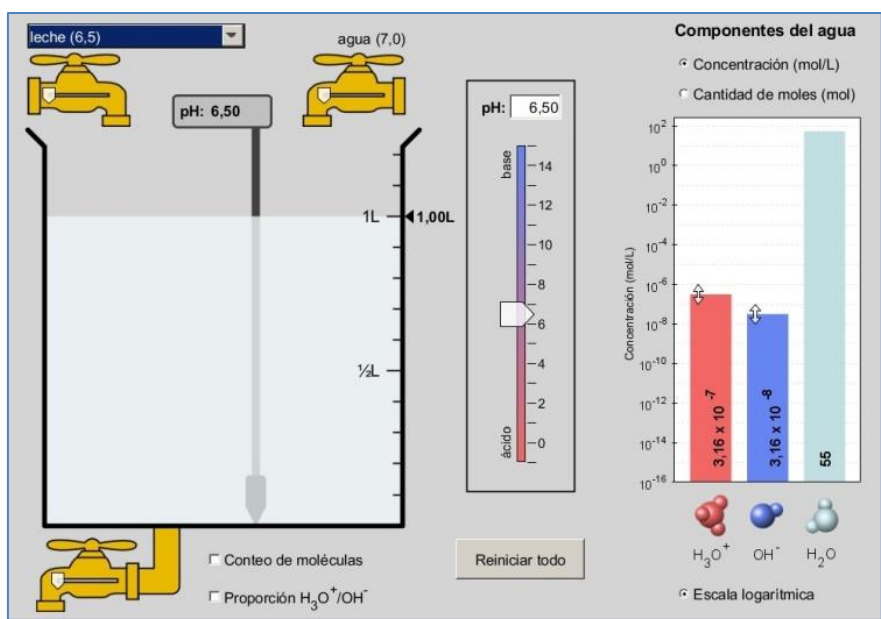 leche (6,5)
agua (7,0)
pH: 6,50
1L
1,00L
½L
pH: 6,50
base
14
12
10
8
6
4
2
0
ácido
Componentes del agua
Concentración (mol/L)
Cantidad de moles (mol)
Concentración (mol/L)
10^2
10^0
10^-2
10^-4
10^-6
10^-8
10^-10
10^-12
10^-14
10^-16
3,16 x 10^-7
3,16 x 10^-8
55
H₃O⁺
OH⁻
H₂O
Escala logarítmica
Conteo de moléculas
Proporción H₃O⁺/OH⁻
Reiniciar todo